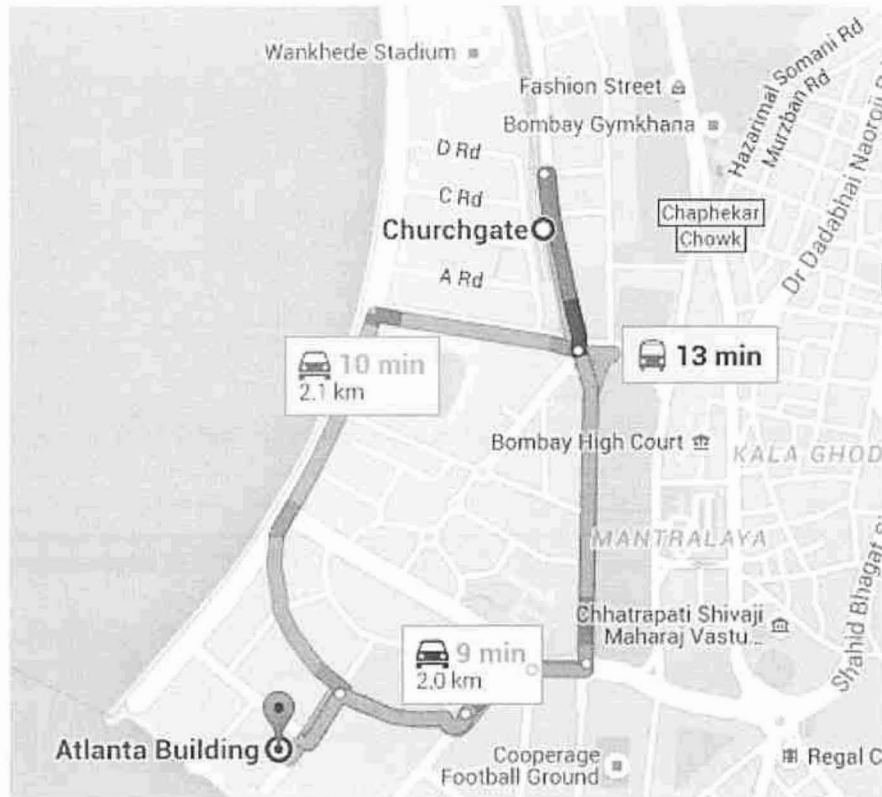 Wankhede Stadium
Hazarimal Somani Rd
Murzban Rd
Fashion Street
Bombay Gymkhana
D Rd
C Rd
Chaphekar
Chowk
Churchgate
Dr Dadabhai Naoroji
A Rd
10 min
2.1 km
13 min
Bombay High Court
KALA GHOD
MANTRALAYA
Chhatrapati Shivaji
Maharaj Vastu...
Shahid Bhagat
9 min
2.0 km
Atlanta Building
Cooperage
Football Ground
Regal C